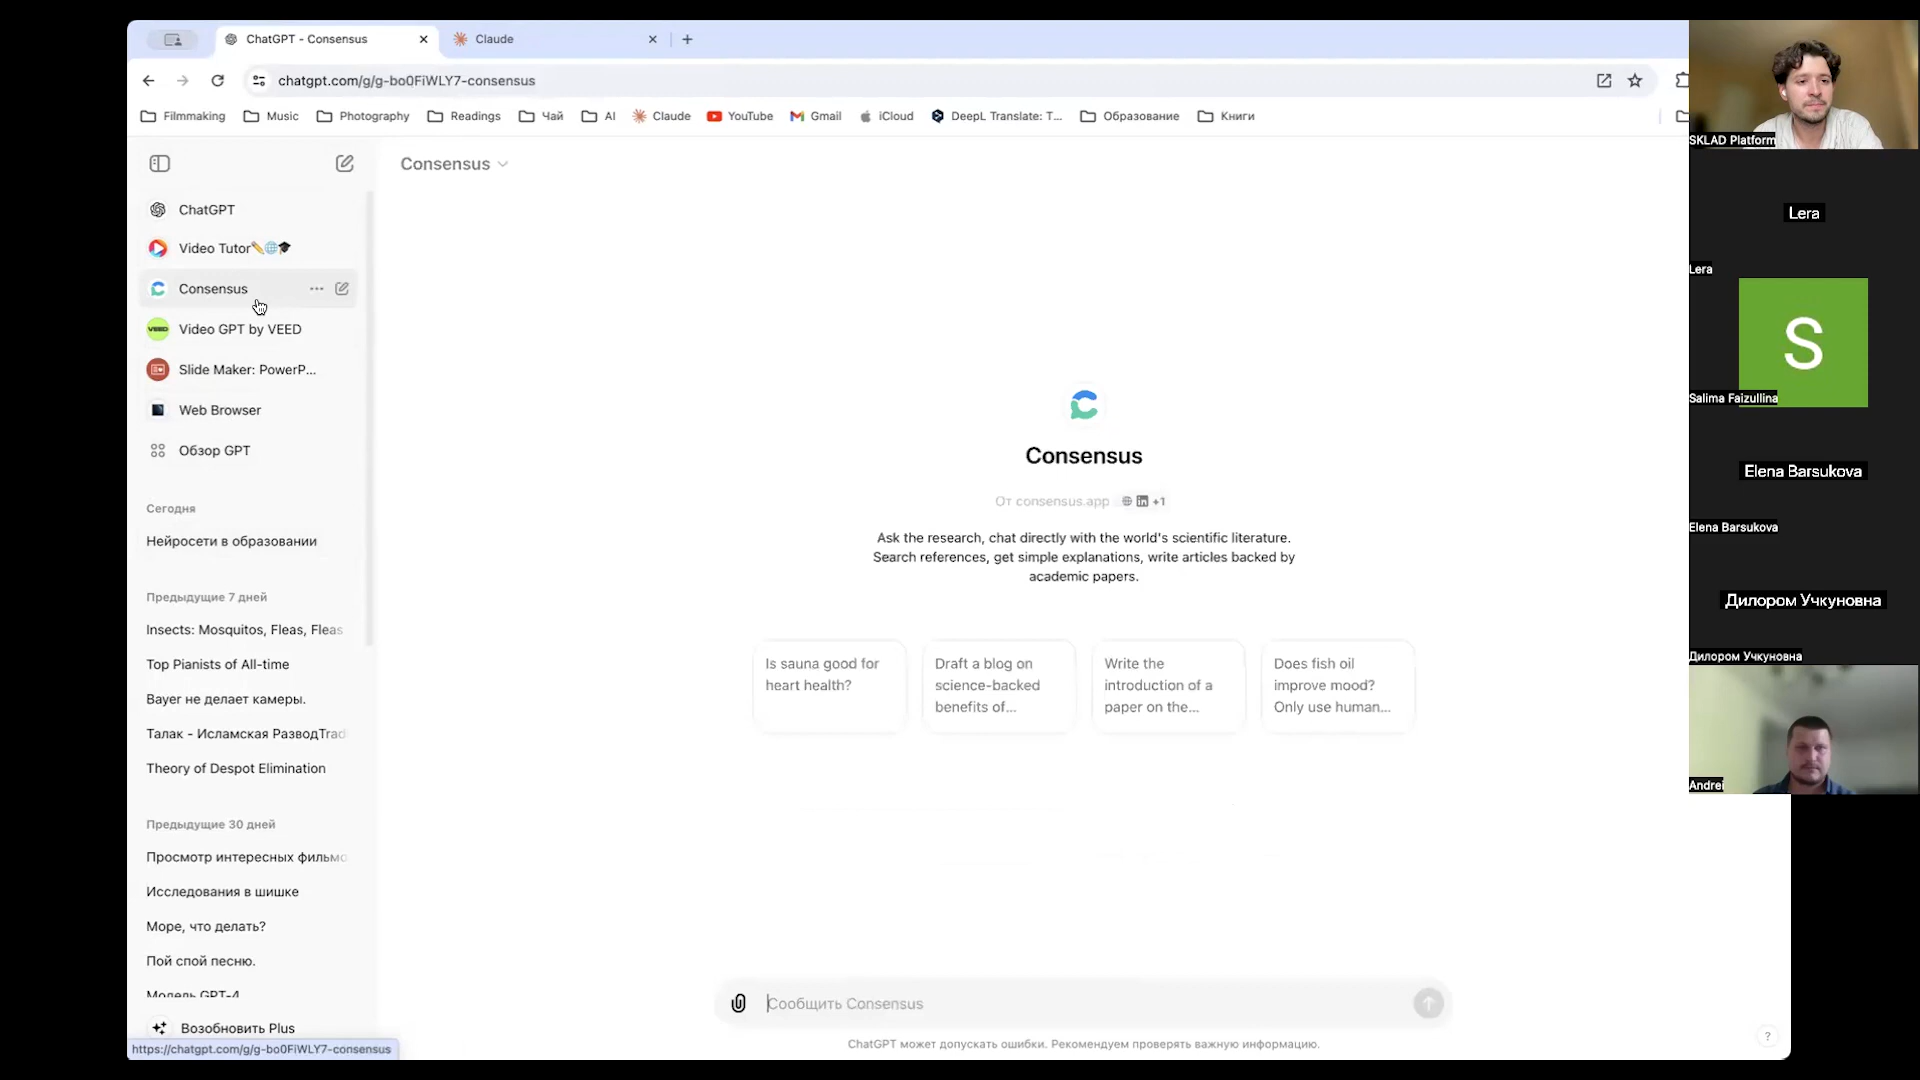 ChatGPT - Consensus
Claude
chatgpt.com/g/g-bo0FiWLY7-consensus
Filmmaking
Music
Photography
Readings
Чай
AI
Claude
YouTube
Gmail
iCloud
DeepL Translate: T...
Образование
Книги
Consensus
ChatGPT
Video Tutor✏️🌐🎓
Consensus
Video GPT by VEED
Slide Maker: PowerP...
Web Browser
Обзор GPT
Сегодня
Нейросети в образовании
Предыдущие 7 дней
Insects: Mosquitos, Fleas, Fleas
Top Pianists of All-time
Bayer не делает камеры.
Талак - Исламская РазводTrad
Theory of Despot Elimination
Предыдущие 30 дней
Просмотр интересных фильмо
Исследования в шишке
Море, что делать?
Пой спой песню.
Модель GPT-4
Возобновить Plus
https://chatgpt.com/g/g-bo0FiWLY7-consensus
Consensus
От consensus.app +1
Ask the research, chat directly with the world's scientific literature.
Search references, get simple explanations, write articles backed by
academic papers.
Is sauna good for
heart health?
Draft a blog on
science-backed
benefits of...
Write the
introduction of a
paper on the...
Does fish oil
improve mood?
Only use human...
Сообщить Consensus
ChatGPT может допускать ошибки. Рекомендуем проверять важную информацию.
?
SKLAD Platform
Lera
Lera
S
Salima Faizullina
Elena Barsukova
Elena Barsukova
Дилором Учкуновна
Дилором Учкуновна
Andrei